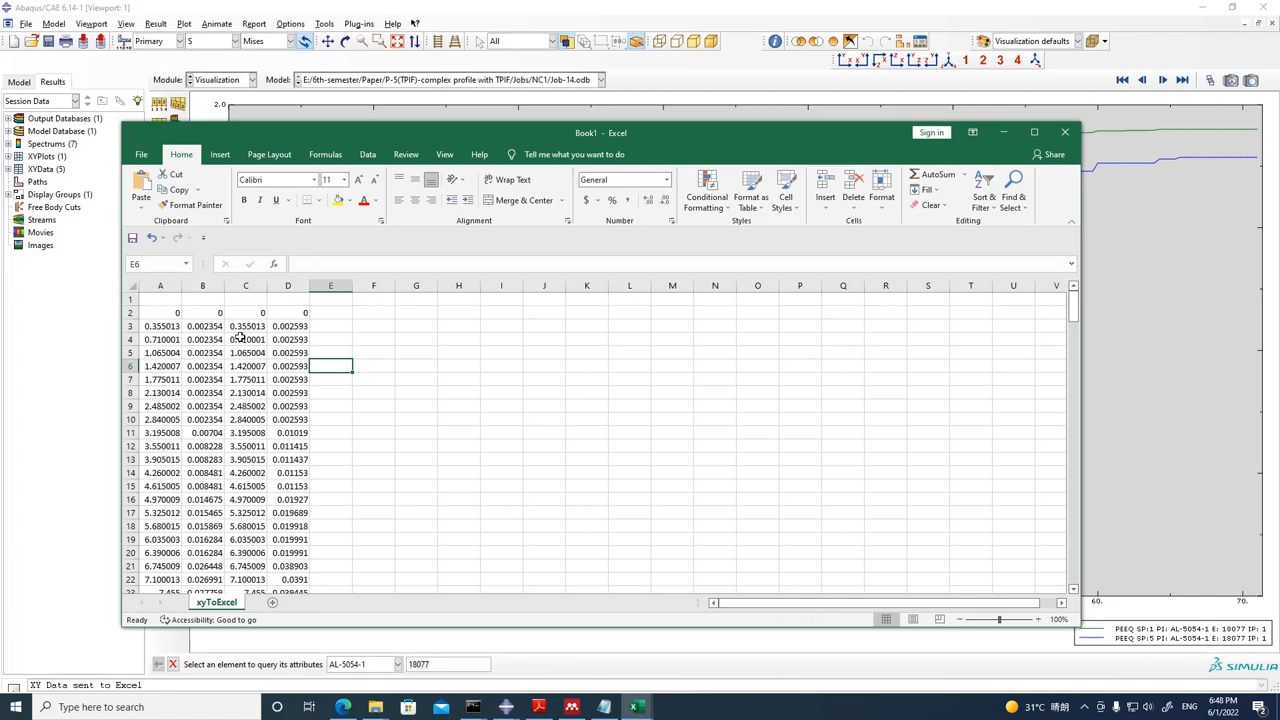 Abaqus/CAE 6.14-1 [Viewport: 1]
File Model Viewport View Result Plot Animate Report Options Tools Plug-ins Help
Primary S Mises All Visualization defaults
1 2 3 4
Model Results Module: Visualization Model: E:/6th-semester/Paper/P-5(TPIF)-complex profile with TPIF/Jobs/NC1/Job-14.odb
Session Data
2.0
Output Databases (1)
Model Database (1)
Spectrums (7)
XYPlots (1)
XYData (5)
Paths
Display Groups (1)
Free Body Cuts
Streams
Movies
Images
Book1 - Excel Sign in
File Home Insert Page Layout Formulas Data Review View Help Tell me what you want to do Share
Paste Cut Copy Format Painter Clipboard
Calibri 11 Font
Wrap Text Merge & Center Alignment
General Number
Conditional Formatting Format as Table Cell Styles Styles
Insert Delete Format Cells
AutoSum Fill Clear Sort & Filter Find & Select Editing
E6
A B C D E F G H I J K L M N O P Q R S T U V
1
2 0 0 0 0
3 0.355013 0.002354 0.355013 0.002593
4 0.710001 0.002354 0.002593
5 1.065004 0.002354 1.065004 0.002593
6 1.420007 0.002354 1.420007 0.002593
7 1.775011 0.002354 1.775011 0.002593
8 2.130014 0.002354 2.130014 0.002593
9 2.485002 0.002354 2.485002 0.002593
10 2.840005 0.002354 2.840005 0.002593
11 3.195008 0.00704 3.195008 0.01019
12 3.550011 0.008228 3.550011 0.011415
13 3.905015 0.008283 3.905015 0.011437
14 4.260002 0.008481 4.260002 0.01153
15 4.615005 0.008481 4.615005 0.01153
16 4.970009 0.014675 4.970009 0.01927
17 5.325012 0.015465 5.325012 0.019689
18 5.680015 0.015869 5.680015 0.019918
19 6.035003 0.016284 6.035003 0.019991
20 6.390006 0.016284 6.390006 0.019991
21 6.745009 0.026448 6.745009 0.038903
22 7.100013 0.026991 7.100013 0.0391
xyToExcel
Ready Accessibility: Good to go 100%
60. 70.
PEEQ SP:1 PI: AL-5054-1 E: 18077 IP: 1
PEEQ SP:5 PI: AL-5054-1 E: 18077 IP: 1
Select an element to query its attributes AL-5054-1 18077
SIMULIA
XY Data sent to Excel
Type here to search
31°C 晴朗 ENG 6:48 PM
6/1/2022
2